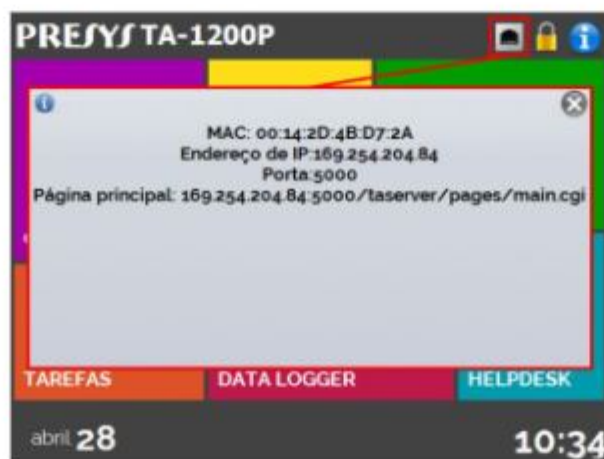 PRESYS TA-1200P
MAC: 00:14:2D:4B:D7:2A
Endereço de IP:169.254.204.84
Porta:5000
Página principal: 169.254.204.84:5000/taserver/pages/main.cgi
TAREFAS
DATA LOGGER
HELPDESK
abril 28
10:34